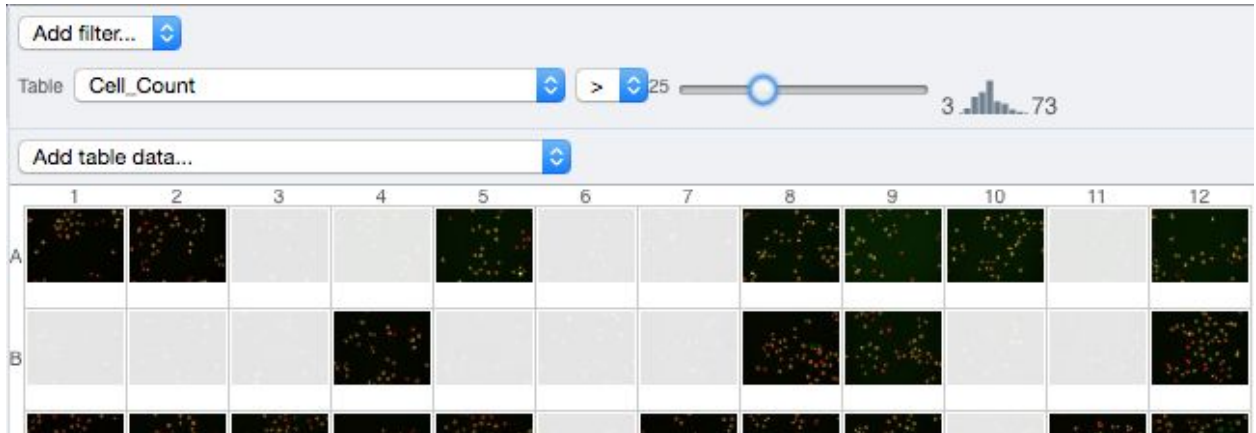 Add filter...
Table Cell_Count > 25 3 73
Add table data...
1 2 3 4 5 6 7 8 9 10 11 12
A
B